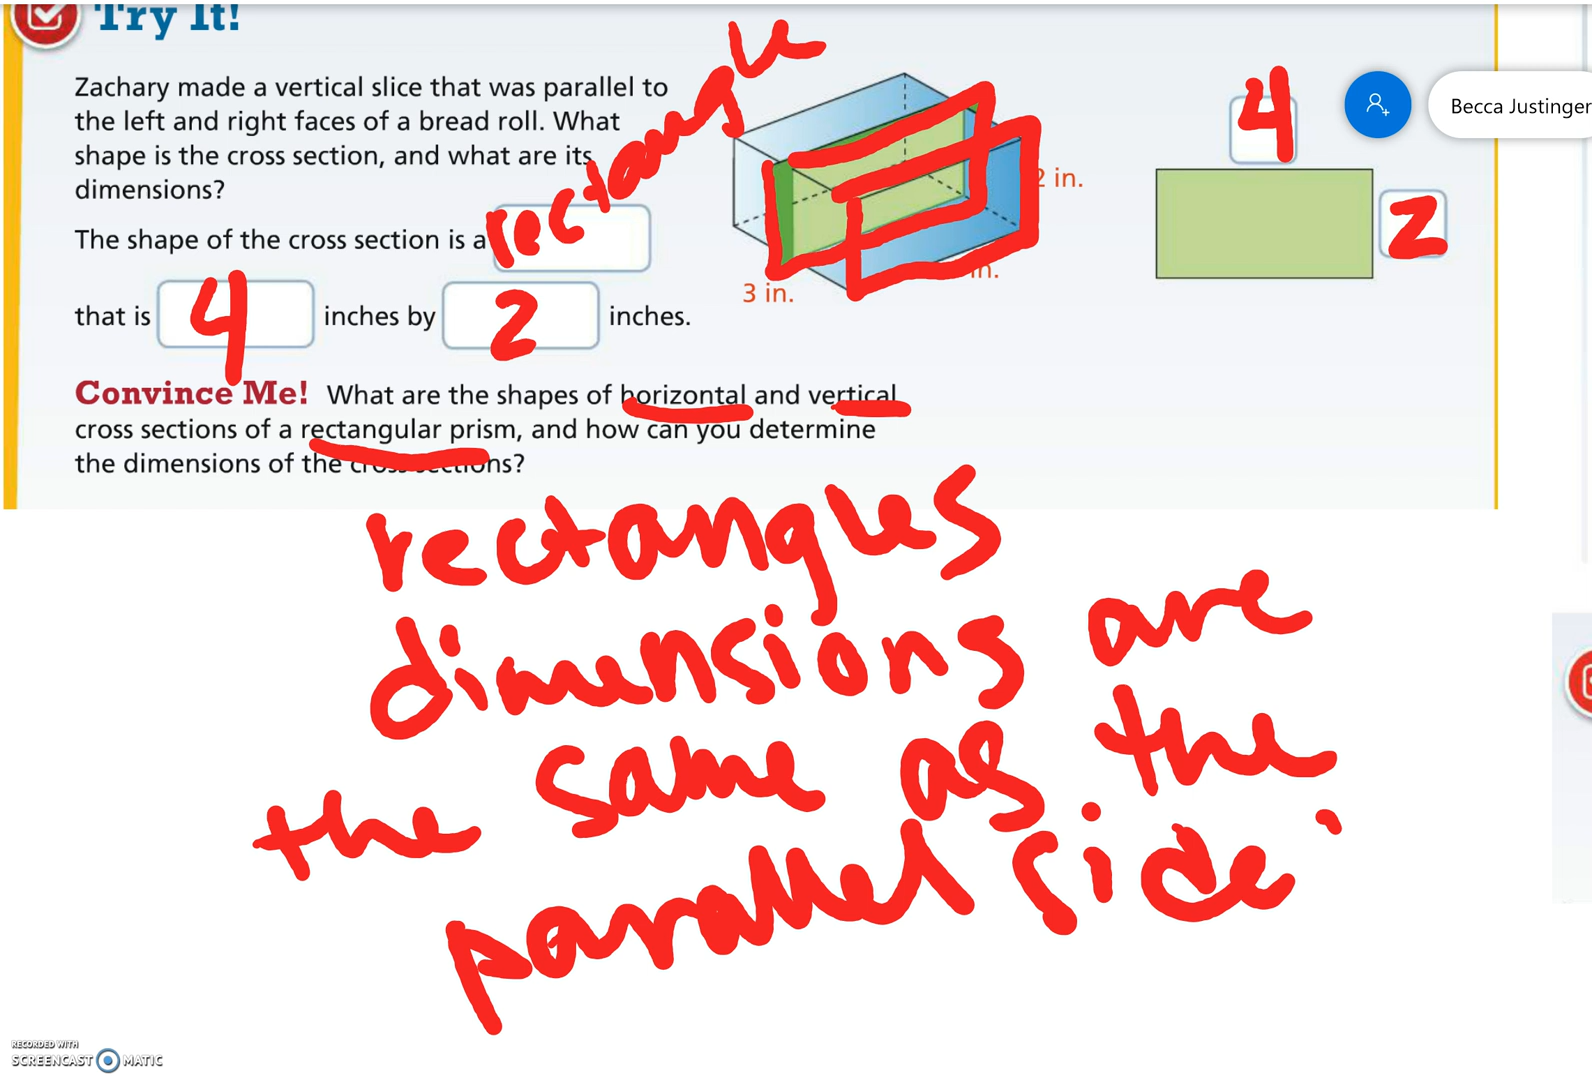 Try It!
Zachary made a vertical slice that was parallel to
the left and right faces of a bread roll. What
shape is the cross section, and what are its
dimensions?
The shape of the cross section is a rectangle
that is 4 inches by 2 inches.
2 in.
in.
3 in.
4
2
Becca Justinger
Convince Me! What are the shapes of horizontal and vertical
cross sections of a rectangular prism, and how can you determine
the dimensions of the cross sections?
rectangles
dimensions are
the same as the
parallel side.
RECORDED WITH
SCREENCAST MATIC